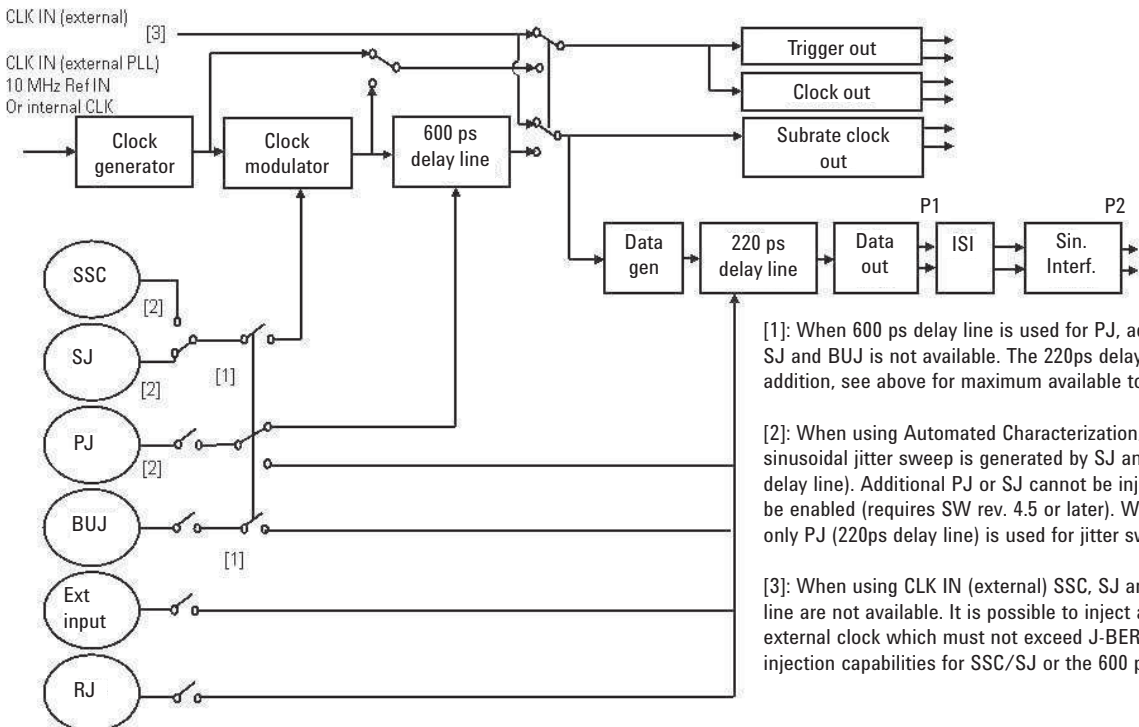 CLK IN (external)
[3]
CLK IN (external PLL)
10 MHz Ref IN
Or internal CLK
Clock
generator
Clock
modulator
600 ps
delay line
Trigger out
Clock out
Subrate clock
out
P1
P2
Data
gen
220 ps
delay line
Data
out
ISI
Sin.
Interf.
SSC
[2]
SJ
[2]
[1]
PJ
[2]
BUJ
[1]
Ext
input
RJ
[1]: When 600 ps delay line is used for PJ, ad
SJ and BUJ is not available. The 220ps delay
addition, see above for maximum available to
[2]: When using Automated Characterization
sinusoidal jitter sweep is generated by SJ an
delay line). Additional PJ or SJ cannot be inj
be enabled (requires SW rev. 4.5 or later). W
only PJ (220ps delay line) is used for jitter sw
[3]: When using CLK IN (external) SSC, SJ an
line are not available. It is possible to inject a
external clock which must not exceed J-BER
injection capabilities for SSC/SJ or the 600 p